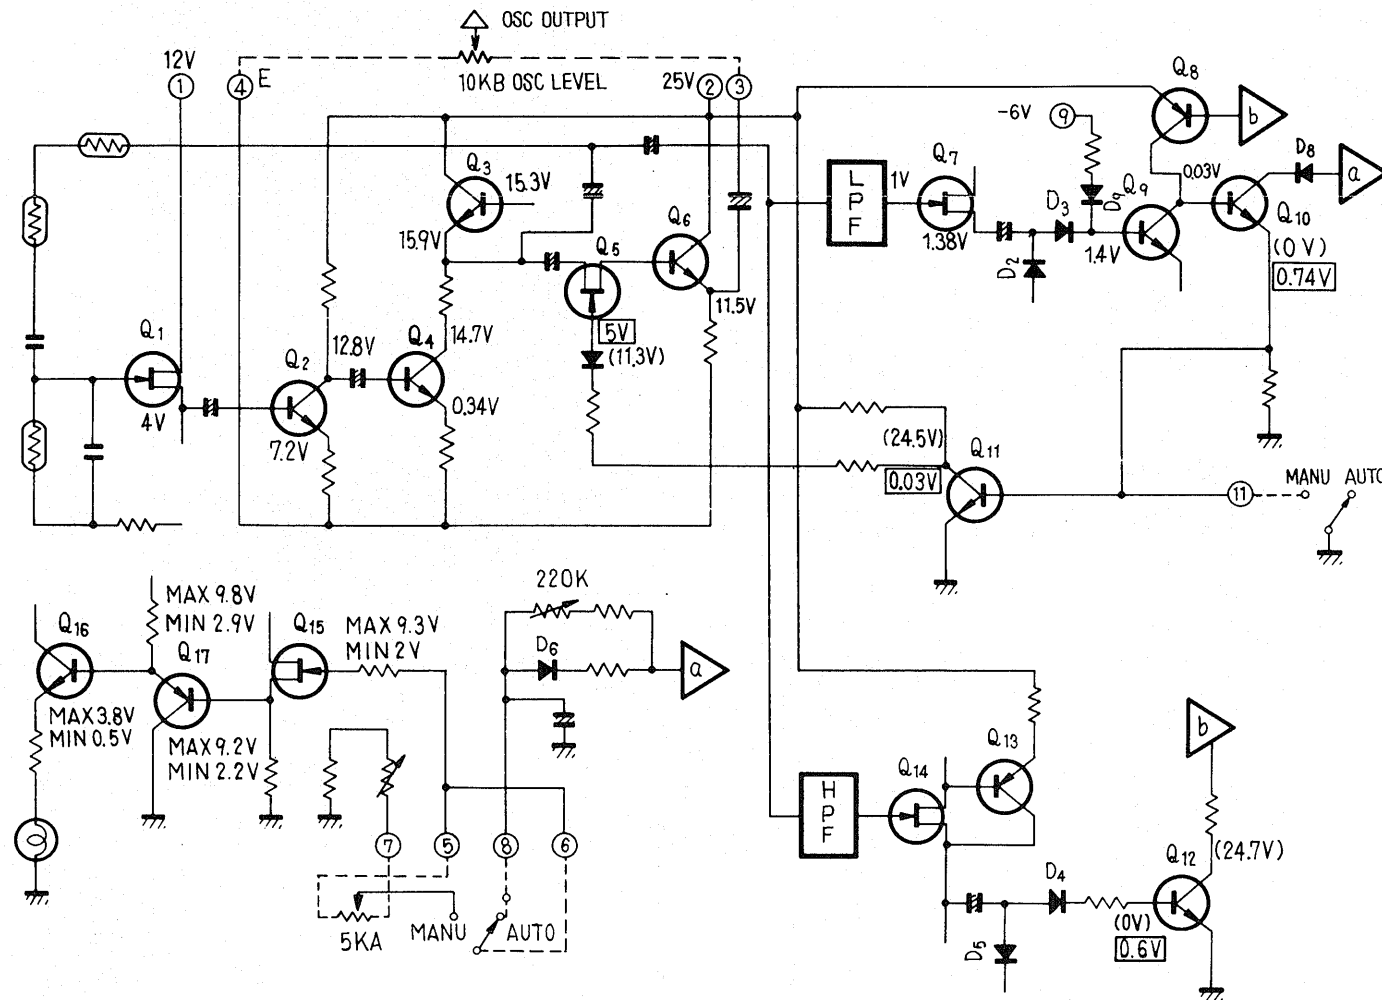 OSC OUTPUT
12V
1
4
E
10KB OSC LEVEL
25V
2
3
Q8
-6V
9
b
Q3
15.3V
Q7
D8
LPF
1V
D9
Q9
0.03V
a
15.9V
Q6
D3
Q10
Q5
1.38V
D2
1.4V
(0V)
0.74V
11.5V
Q1
12.8V
Q4
14.7V
5V
(11.3V)
Q2
4V
0.34V
7.2V
(24.5V)
Q11
0.03V
MANU AUTO
11
220K
MAX 9.8V
MIN 2.9V
Q16
Q15
MAX 9.3V
MIN 2V
Q17
D6
a
MAX 3.8V
MIN 0.5V
MAX 9.2V
MIN 2.2V
b
Q13
Q14
HPF
7
5
8
6
Q12
(24.7V)
D4
5KA
MANU
AUTO
D5
(0V)
0.6V